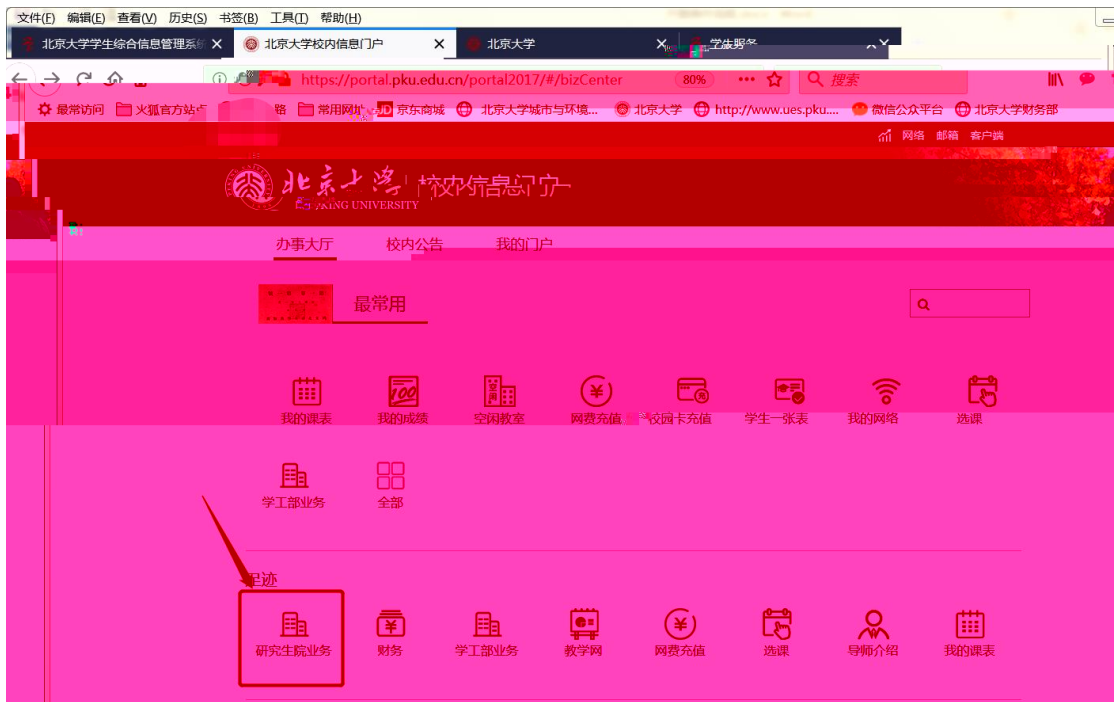 文件(F) 编辑(E) 查看(V) 历史(S) 书签(B) 工具(T) 帮助(H)
北京大学学生综合信息管理系统 × 北京大学校内信息门户 × 北京大学 ×
https://portal.pku.edu.cn/portal2017/#/bizCenter 80% 搜索
最常访问 火狐官方站点 常用网址 JD 京东商城 北京大学城市与环境... 北京大学 http://www.ues.pku.... 微信公众平台 北京大学财务部
网络 邮箱 客户端
北京大学 校内信息门户
PEKING UNIVERSITY
办事大厅 校内公告 我的门户
最常用
我的课表 我的成绩 空闲教室 网费充值 校园卡充值 学生一张表 我的网络 选课
学工部业务 全部
足迹
研究生院业务 财务 学工部业务 教学网 网费充值 选课 导师介绍 我的课表